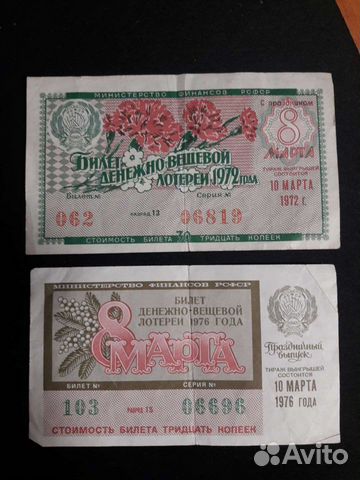 МИНИСТЕРСТВО ФИНАНСОВ РСФСР
С праздником
8
МАРТА
БИЛЕТ ДЕНЕЖНО-ВЕЩЕВОЙ
ЛОТЕРЕИ 1972 ГОДА
ТИРАЖ ВЫИГРЫШЕЙ
СОСТОИТСЯ
10 МАРТА
1972 г.
Билет № Серия №
062 РАЗРЯД 13 06819
30
СТОИМОСТЬ БИЛЕТА ТРИДЦАТЬ КОПЕЕК
МИНИСТЕРСТВО ФИНАНСОВ РСФСР
БИЛЕТ
ДЕНЕЖНО-ВЕЩЕВОЙ
ЛОТЕРЕИ 1976 ГОДА
8 МАРТА
Праздничный
выпуск
ТИРАЖ ВЫИГРЫШЕЙ
СОСТОИТСЯ
10 МАРТА
1976 ГОДА
БИЛЕТ № СЕРИЯ №
103 РАЗРЯД 15 06696
СТОИМОСТЬ БИЛЕТА ТРИДЦАТЬ КОПЕЕК
Avito